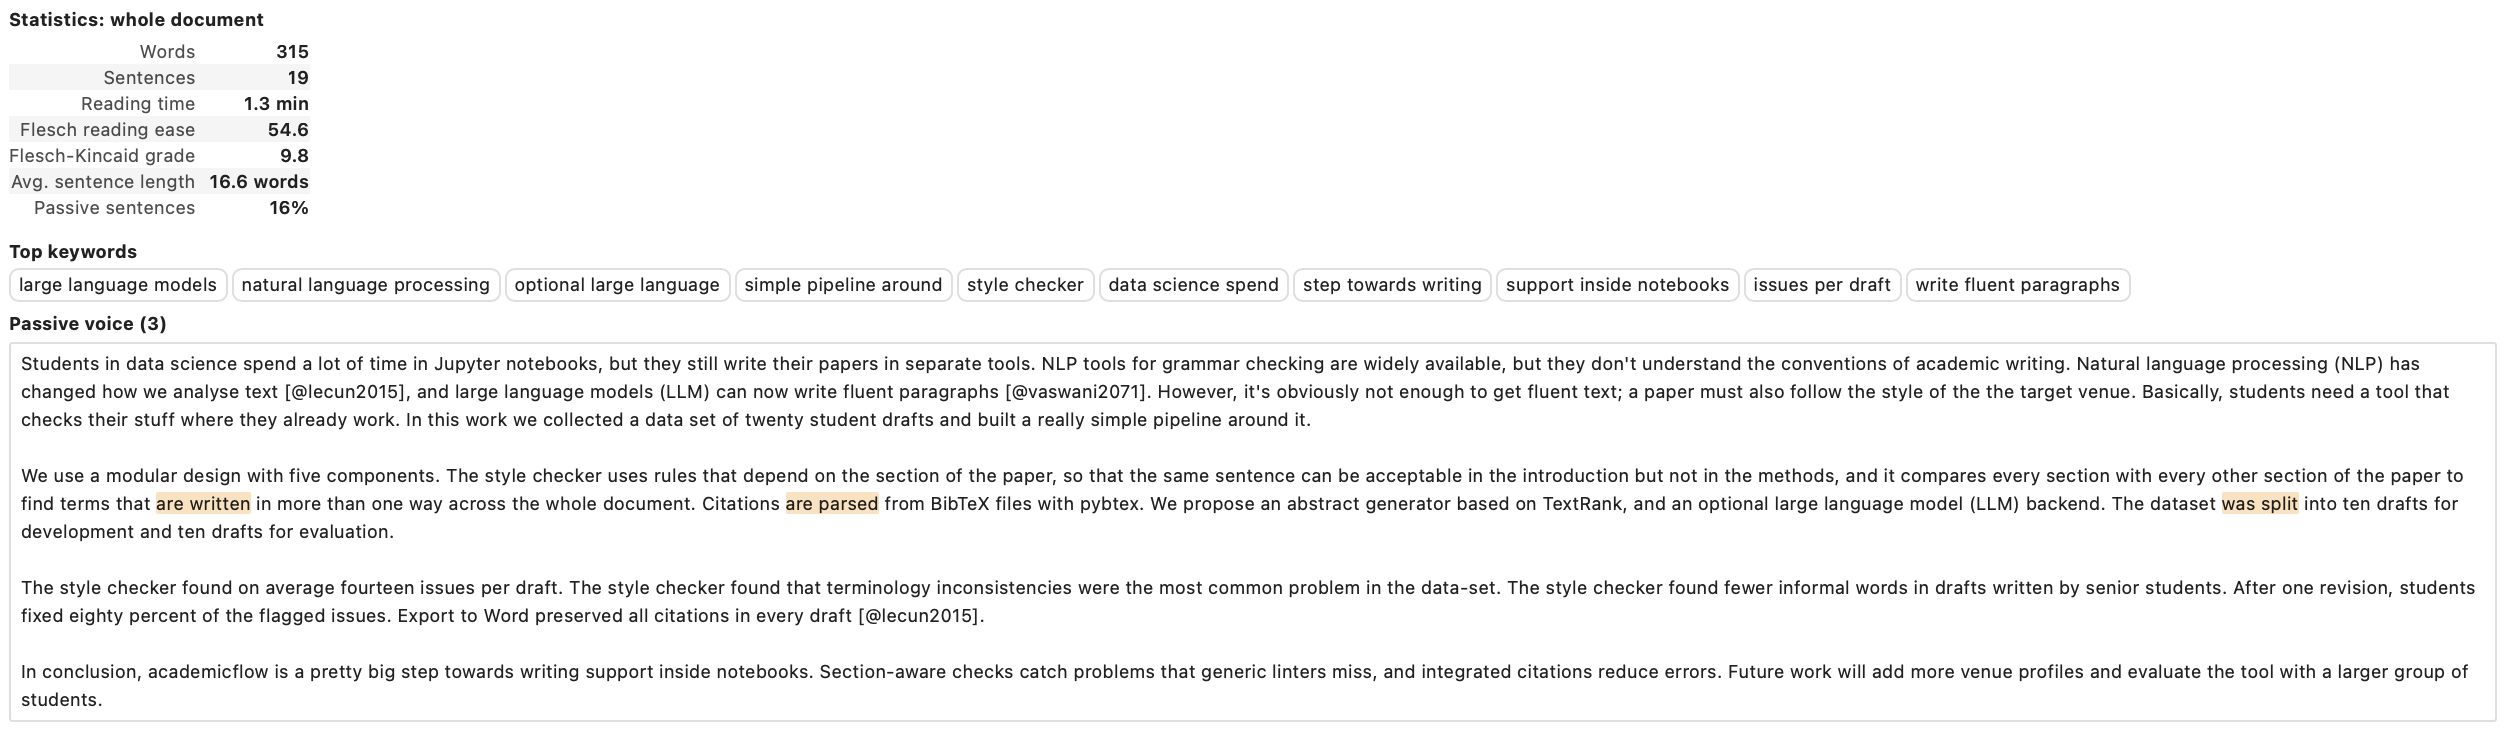 Statistics: whole document
Words 315
Sentences 19
Reading time 1.3 min
Flesch reading ease 54.6
Flesch-Kincaid grade 9.8
Avg. sentence length 16.6 words
Passive sentences 16%
Top keywords
large language models natural language processing optional large language simple pipeline around style checker data science spend step towards writing support inside notebooks issues per draft write fluent paragraphs
Passive voice (3)
Students in data science spend a lot of time in Jupyter notebooks, but they still write their papers in separate tools. NLP tools for grammar checking are widely available, but they don't understand the conventions of academic writing. Natural language processing (NLP) has
changed how we analyse text [@lecun2015], and large language models (LLM) can now write fluent paragraphs [@vaswani2071]. However, it's obviously not enough to get fluent text; a paper must also follow the style of the the target venue. Basically, students need a tool that
checks their stuff where they already work. In this work we collected a data set of twenty student drafts and built a really simple pipeline around it.
We use a modular design with five components. The style checker uses rules that depend on the section of the paper, so that the same sentence can be acceptable in the introduction but not in the methods, and it compares every section with every other section of the paper to
find terms that are written in more than one way across the whole document. Citations are parsed from BibTeX files with pybtex. We propose an abstract generator based on TextRank, and an optional large language model (LLM) backend. The dataset was split into ten drafts for
development and ten drafts for evaluation.
The style checker found on average fourteen issues per draft. The style checker found that terminology inconsistencies were the most common problem in the data-set. The style checker found fewer informal words in drafts written by senior students. After one revision, students
fixed eighty percent of the flagged issues. Export to Word preserved all citations in every draft [@lecun2015].
In conclusion, academicflow is a pretty big step towards writing support inside notebooks. Section-aware checks catch problems that generic linters miss, and integrated citations reduce errors. Future work will add more venue profiles and evaluate the tool with a larger group of
students.